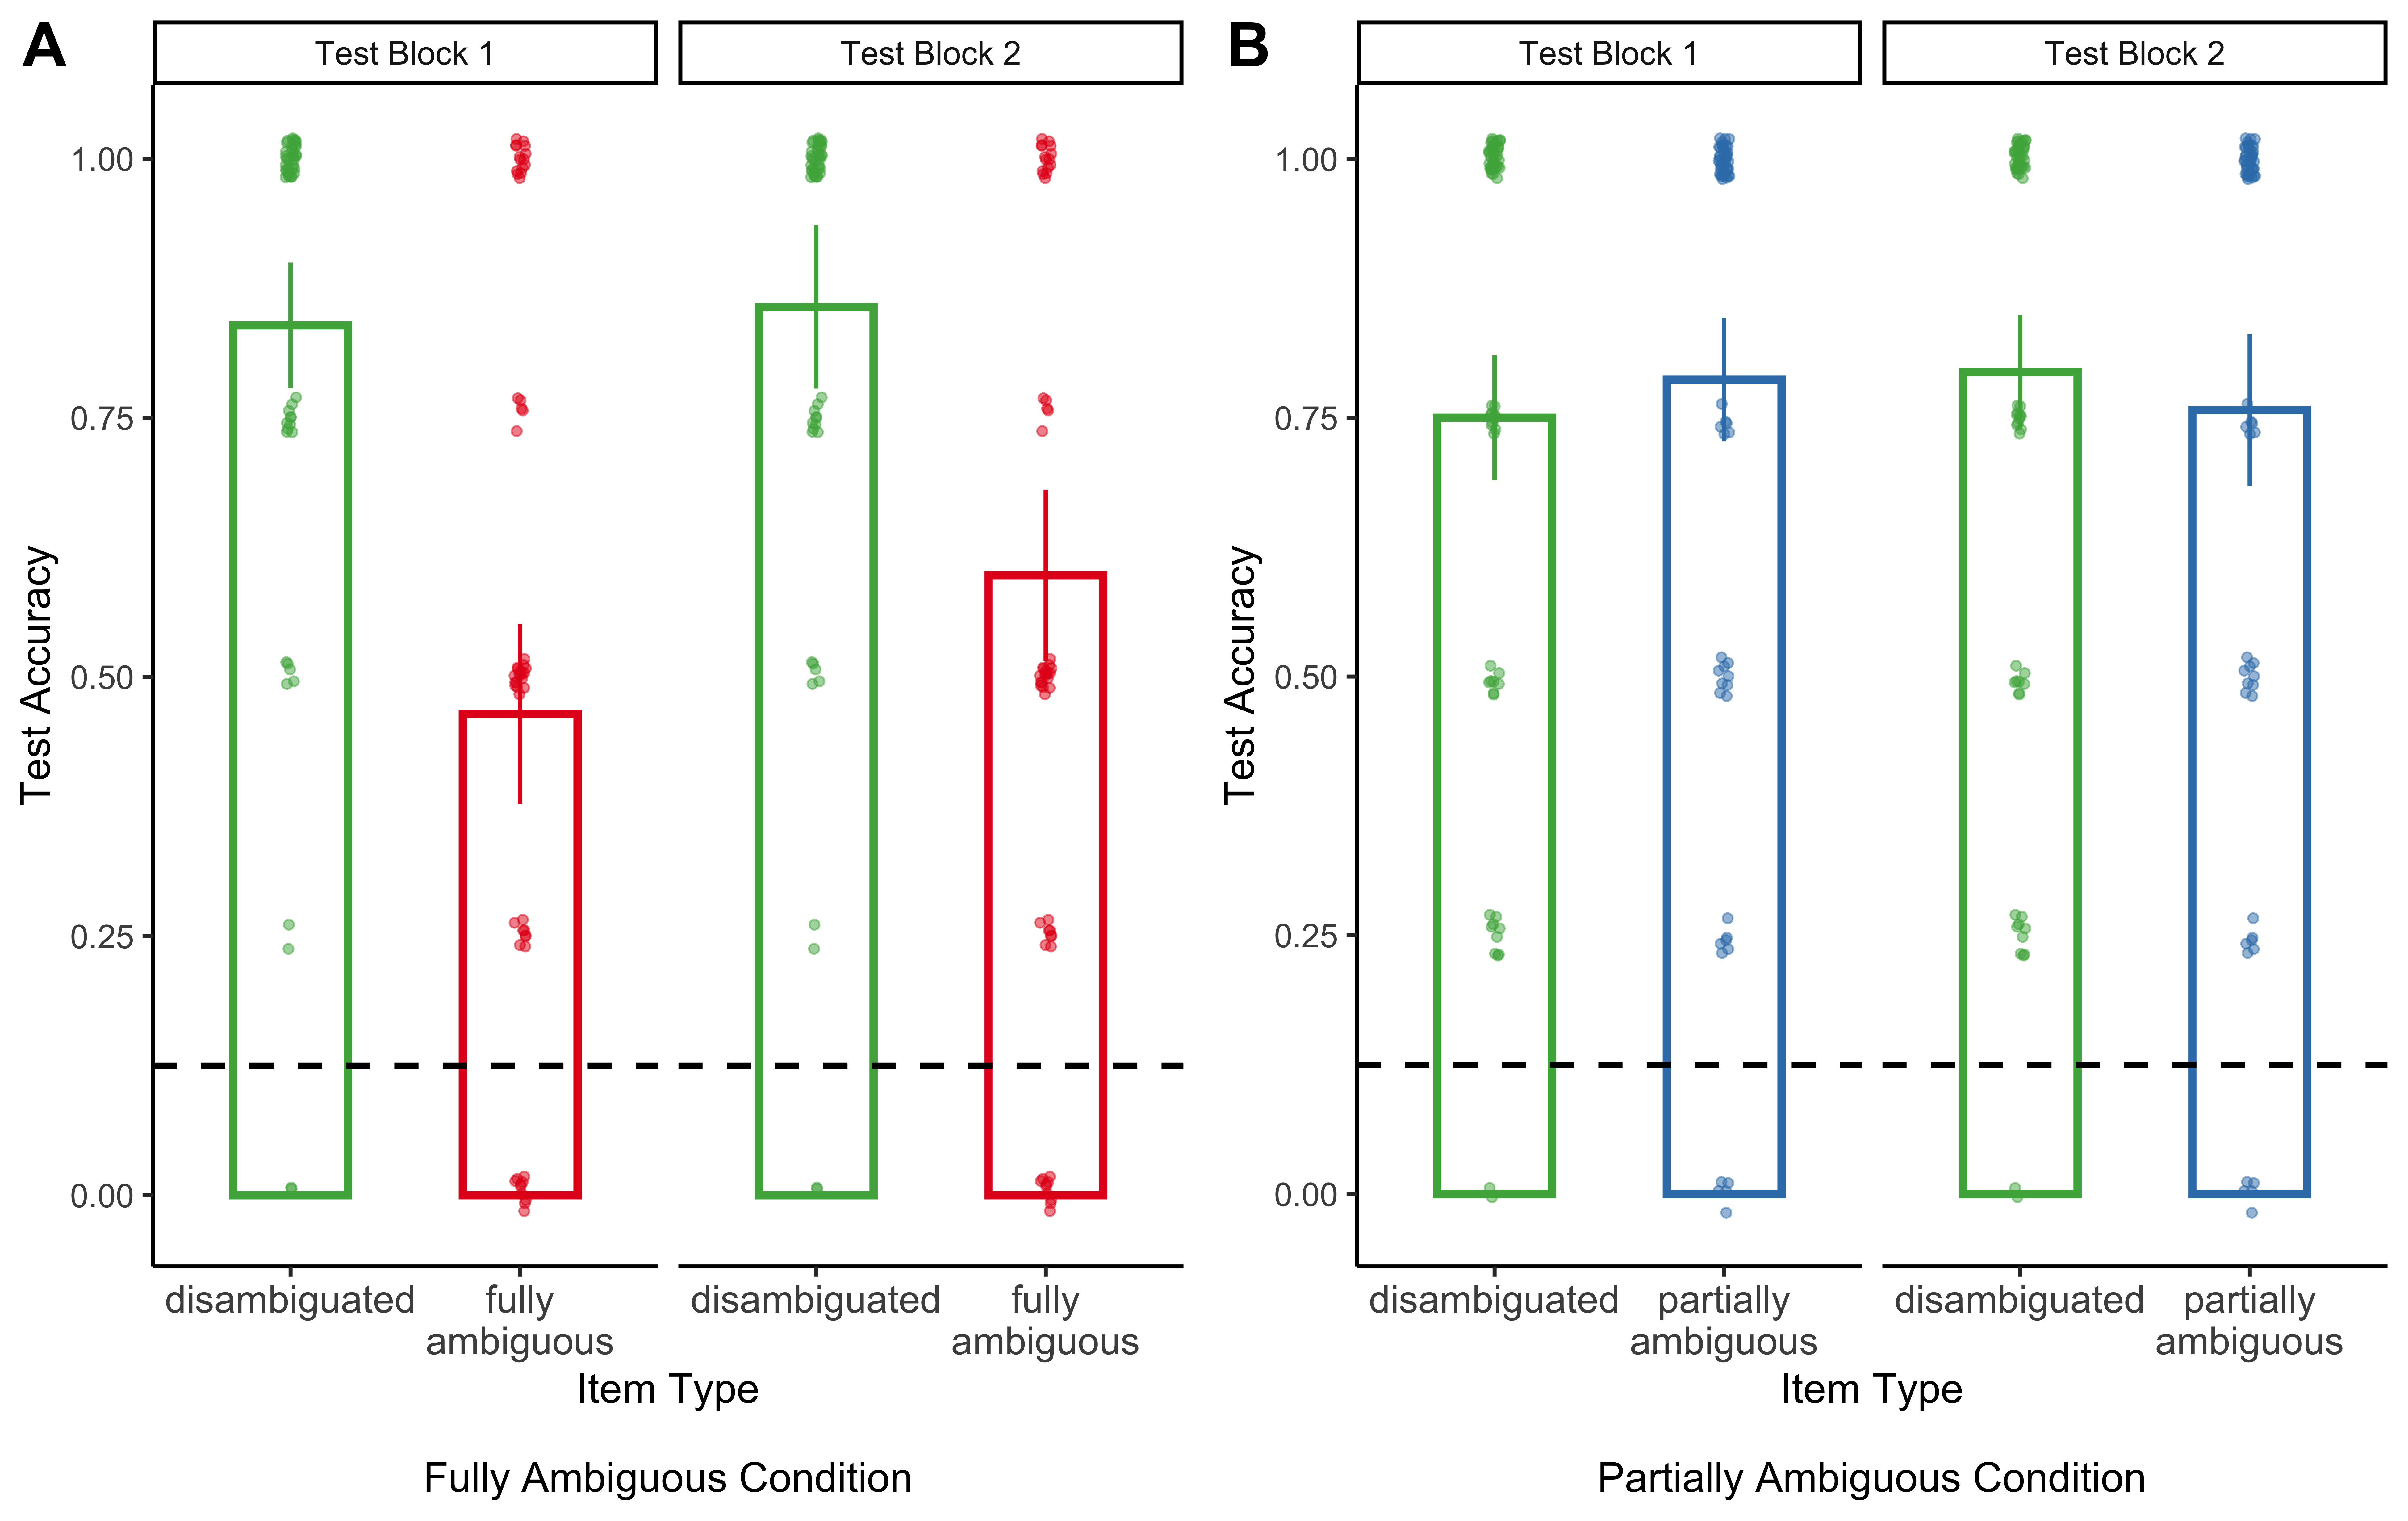 A
Test Block 1
Test Block 2
Test Accuracy
1.00
0.75
0.50
0.25
0.00
disambiguated
fully
ambiguous
disambiguated
fully
ambiguous
Item Type
Fully Ambiguous Condition
B
Test Block 1
Test Block 2
Test Accuracy
1.00
0.75
0.50
0.25
0.00
disambiguated
partially
ambiguous
disambiguated
partially
ambiguous
Item Type
Partially Ambiguous Condition